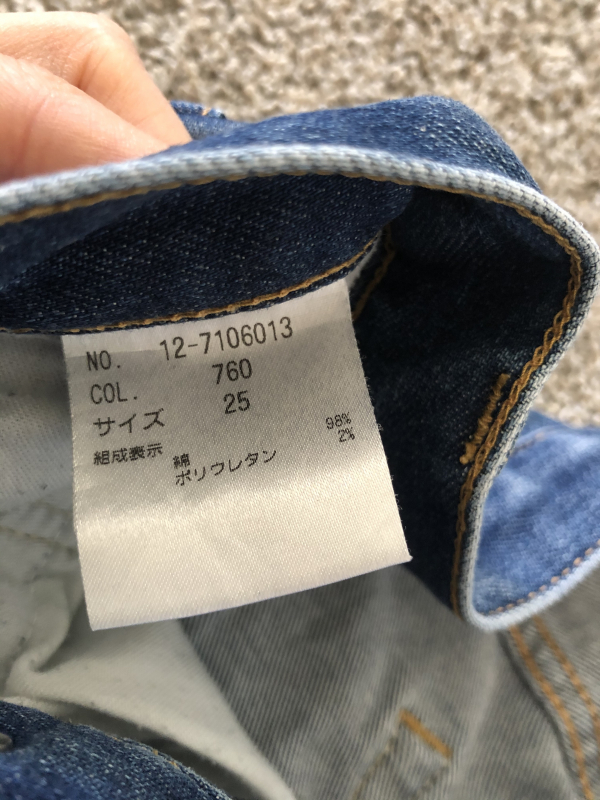 NO. 12-7106013
COL. 760
サイズ 25
組成表示
綿 98%
ポリウレタン 2%